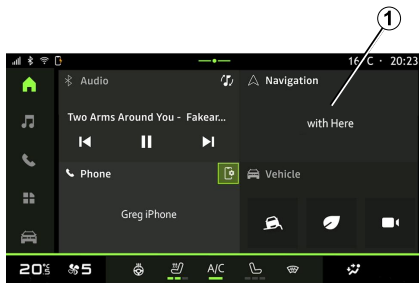 1
16°C · 20:23
Audio
Navigation
Two Arms Around You - Fakear...
with Here
Phone
Vehicle
Greg iPhone
20°5
5
A/C